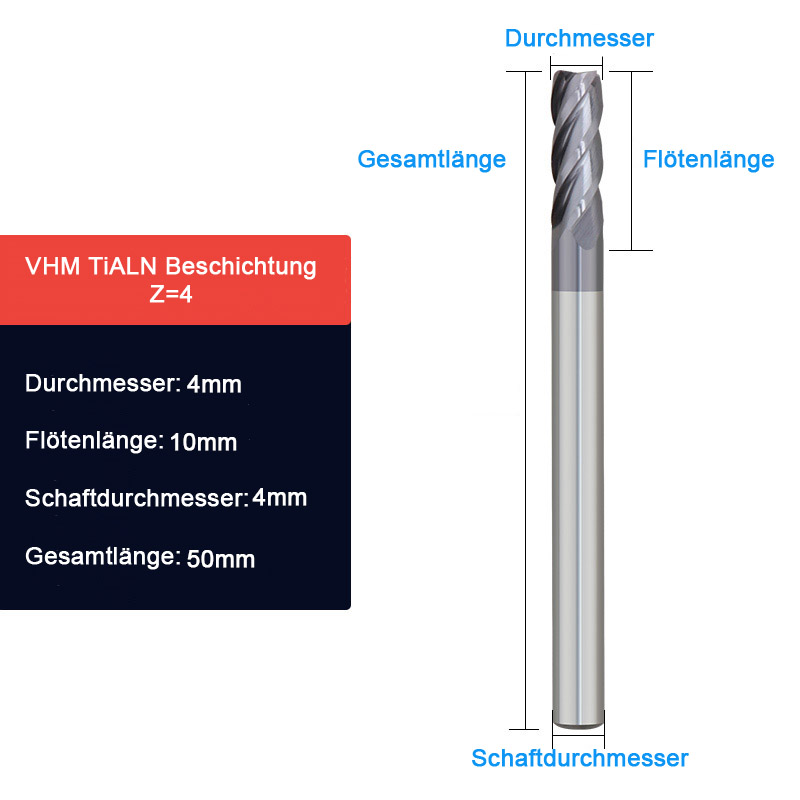 Durchmesser
Gesamtlänge
Flötenlänge
VHM TiALN Beschichtung
Z=4
Durchmesser: 4mm
Flötenlänge: 10mm
Schaftdurchmesser: 4mm
Gesamtlänge: 50mm
Schaftdurchmesser